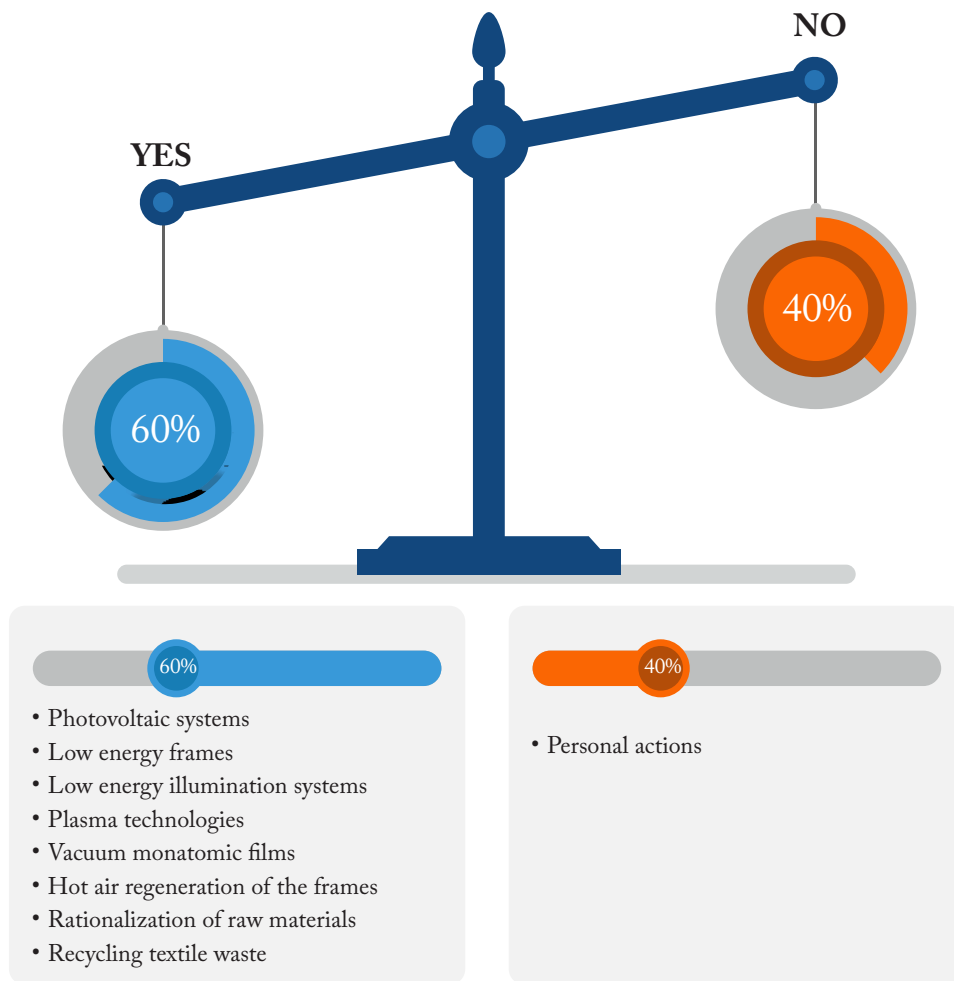 NO
YES
40%
60%
60%
• Photovoltaic systems
• Low energy frames
• Low energy illumination systems
• Plasma technologies
• Vacuum monatomic films
• Hot air regeneration of the frames
• Rationalization of raw materials
• Recycling textile waste
40%
• Personal actions